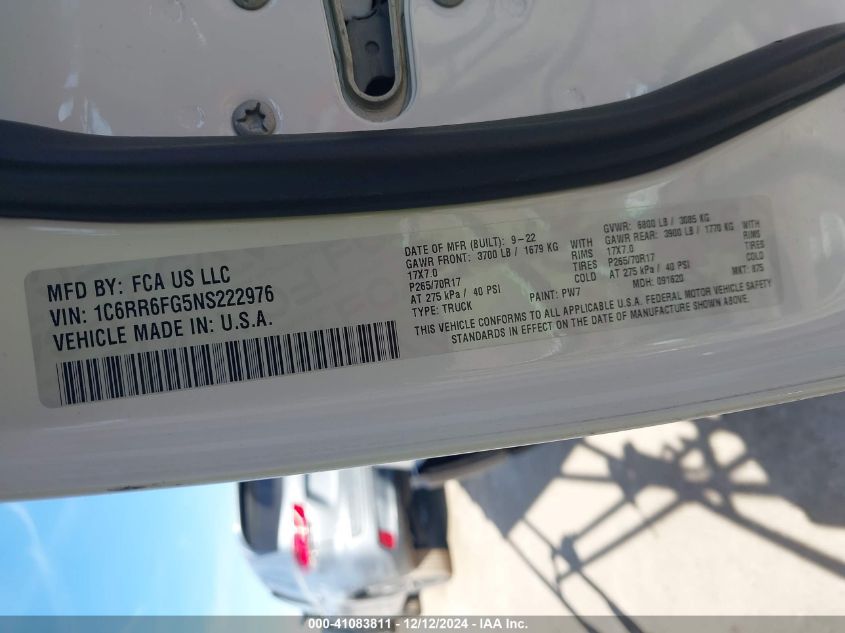 MFD BY: FCA US LLC
VIN: 1C6RR6FG5NS222976
VEHICLE MADE IN: U.S.A.
DATE OF MFR (BUILT): 9-22
GAWR FRONT: 3700 LB / 1679 KG WITH
17X7.0 RIMS
P265/70R17 TIRES
AT 275 kPa / 40 PSI COLD
TYPE: TRUCK PAINT: PW7
GVWR: 6800 LB / 3085 KG
GAWR REAR: 3900 LB / 1770 KG WITH
17X7.0 RIMS
P265/70R17 TIRES
AT 275 kPa / 40 PSI COLD
MDH: 091620 MKT: 875
THIS VEHICLE CONFORMS TO ALL APPLICABLE U.S.A. FEDERAL MOTOR VEHICLE SAFETY
STANDARDS IN EFFECT ON THE DATE OF MANUFACTURE SHOWN ABOVE.
000-41083811 - 12/12/2024 - IAA Inc.